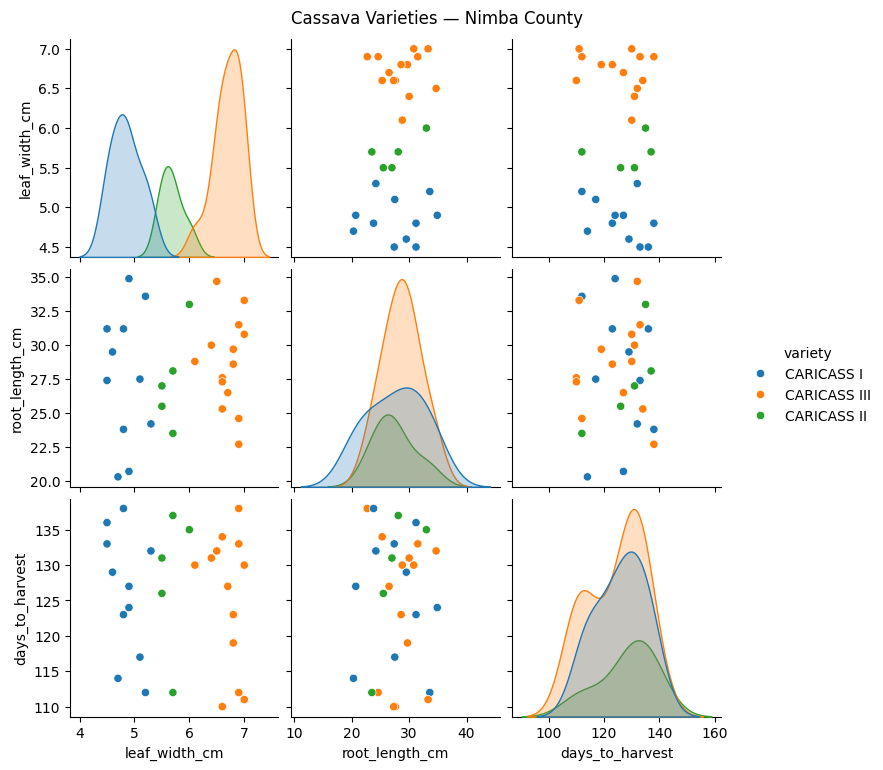 Cassava Varieties — Nimba County
7.0
6.5
6.0
5.5
5.0
4.5
leaf_width_cm
35.0
32.5
30.0
27.5
25.0
22.5
20.0
root_length_cm
variety
CARICASS I
CARICASS III
CARICASS II
135
130
125
120
115
110
days_to_harvest
4 5 6 7
10 20 30 40
100 120 140 160
leaf_width_cm
root_length_cm
days_to_harvest